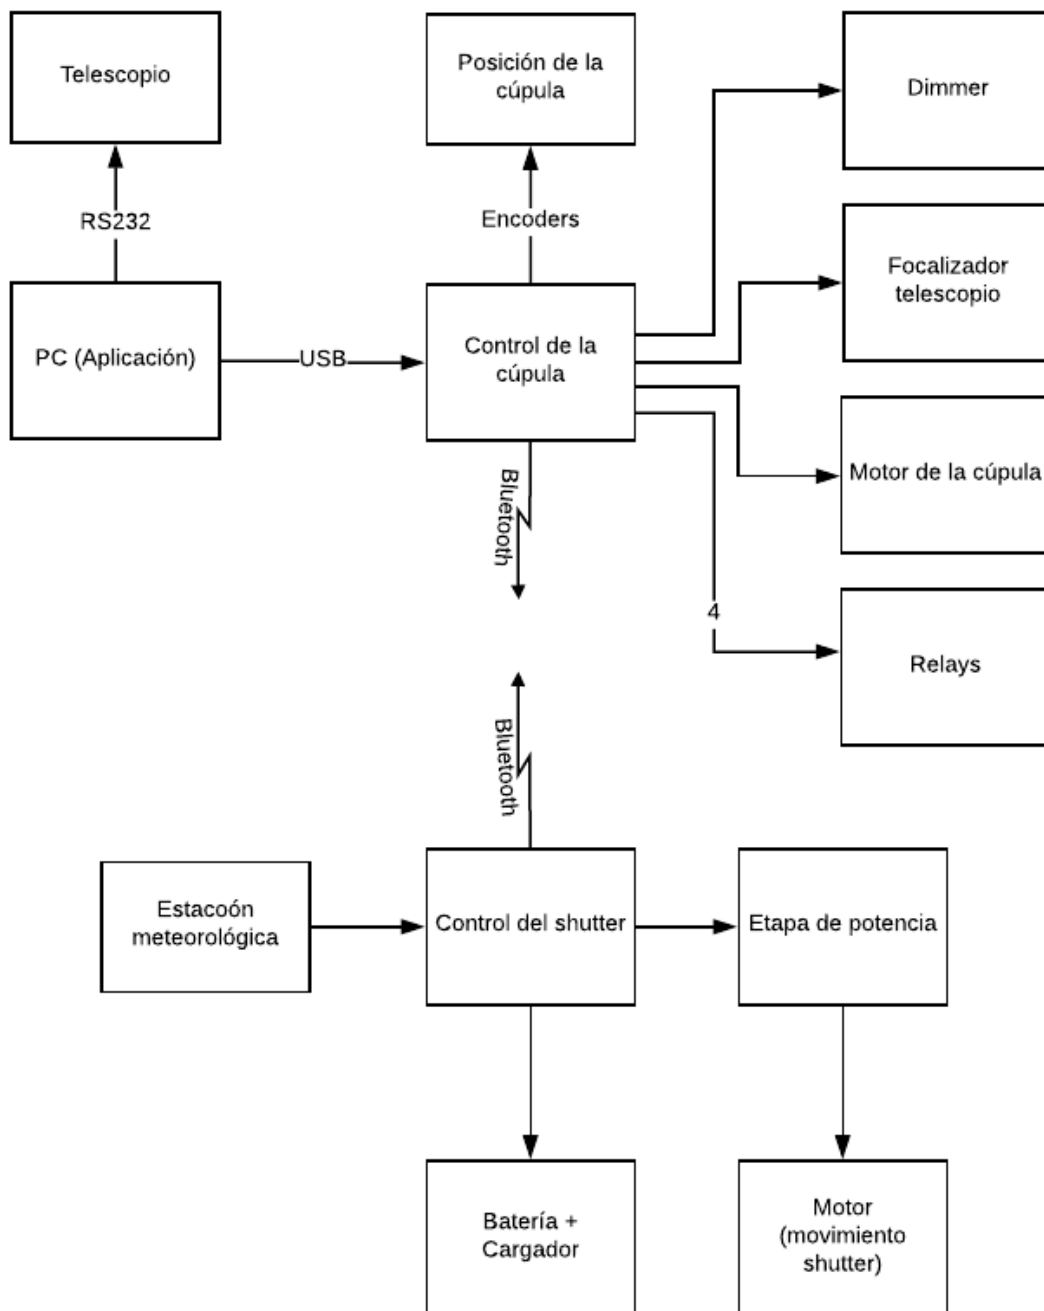 Telescopio
Posición de la
cúpula
Dimmer
RS232
Encoders
Focalizador
telescopio
PC (Aplicación)
USB
Control de la
cúpula
Motor de la cúpula
Bluetooth
4
Relays
Bluetooth
Estacoón
meteorológica
Control del shutter
Etapa de potencia
Batería +
Cargador
Motor
(movimiento
shutter)